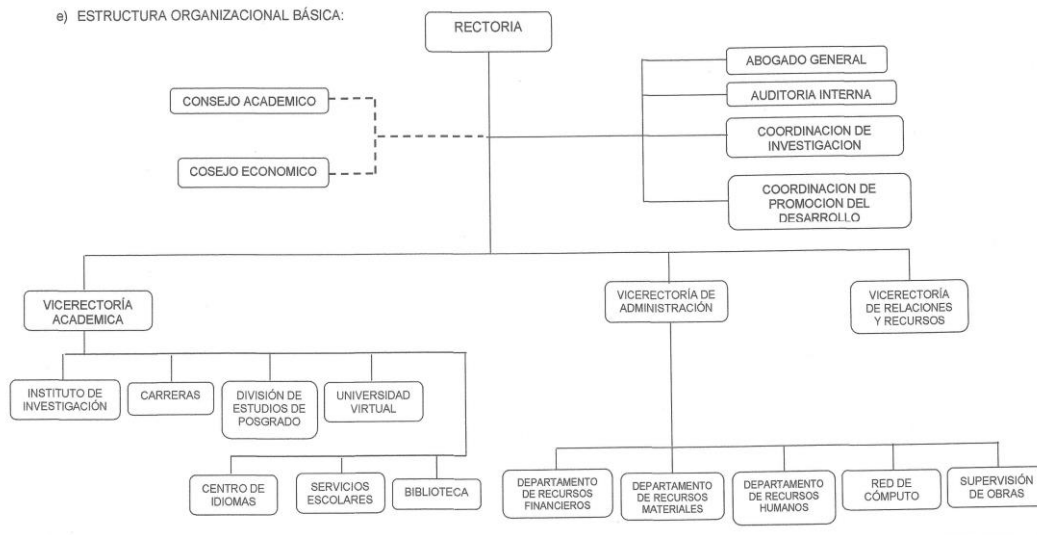 e) ESTRUCTURA ORGANIZACIONAL BÁSICA:
RECTORIA
ABOGADO GENERAL
AUDITORIA INTERNA
CONSEJO ACADEMICO
COORDINACION DE
INVESTIGACION
COSEJO ECONOMICO
COORDINACION DE
PROMOCION DEL
DESARROLLO
VICERECTORÍA
ACADEMICA
VICERECTORÍA DE
ADMINISTRACIÓN
VICERECTORÍA
DE RELACIONES
Y RECURSOS
INSTITUTO DE
INVESTIGACIÓN
CARRERAS
DIVISIÓN DE
ESTUDIOS DE
POSGRADO
UNIVERSIDAD
VIRTUAL
CENTRO DE
IDIOMAS
SERVICIOS
ESCOLARES
BIBLIOTECA
DEPARTAMENTO
DE RECURSOS
FINANCIEROS
DEPARTAMENTO
DE RECURSOS
MATERIALES
DEPARTAMENTO
DE RECURSOS
HUMANOS
RED DE
CÓMPUTO
SUPERVISIÓN
DE OBRAS